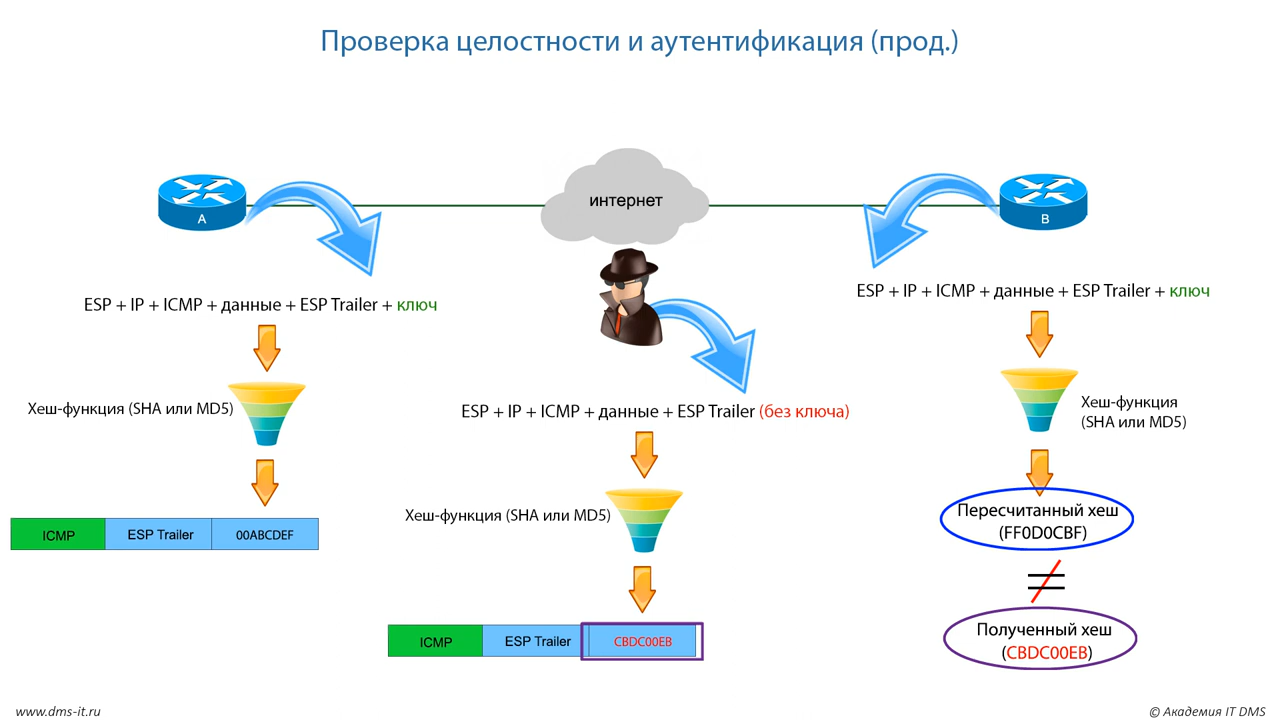 Проверка целостности и аутентификация (прод.)
интернет
A
B
ESP + IP + ICMP + данные + ESP Trailer + ключ
ESP + IP + ICMP + данные + ESP Trailer + ключ
Хеш-функция (SHA или MD5)
ESP + IP + ICMP + данные + ESP Trailer (без ключа)
Хеш-функция
(SHA или MD5)
ICMP
ESP Trailer
00ABCDEF
Хеш-функция (SHA или MD5)
Пересчитанный хеш
(FF0D0CBF)
≠
ICMP
ESP Trailer
CBDC00EB
Полученный хеш
(CBDC00EB)
www.dms-it.ru
© Академия IT DMS